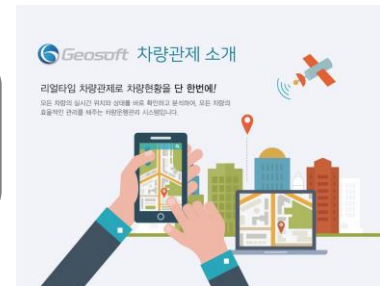 Geosoft 차량관제 소개
리얼타임 차량관제로 차량현황을 단 한번에!
모든 차량의 실시간 위치와 상태를 바로 확인하고 분석하여, 모든 차량의
효율적인 관리를 해주는 차량운행관리 시스템입니다.